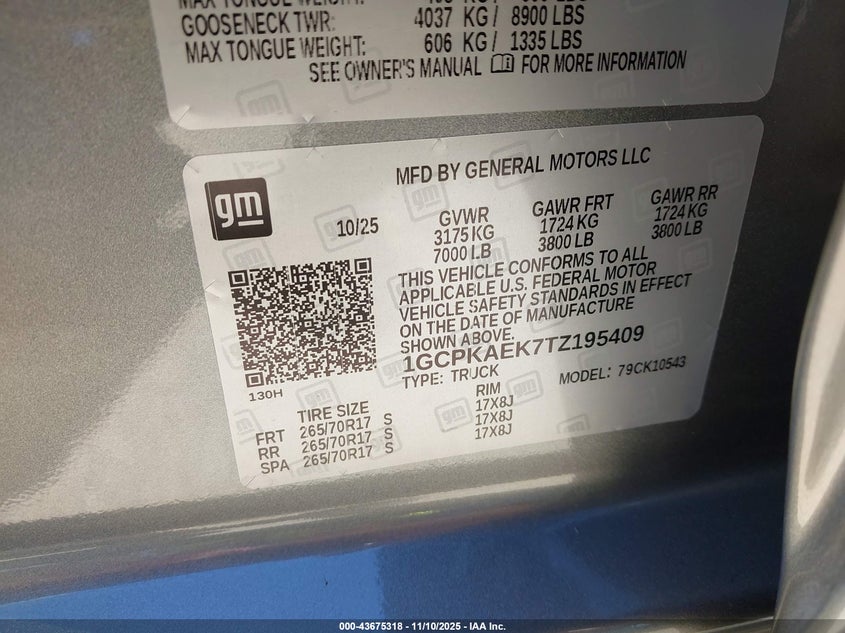 GOOSENECK TWR: 4037 KG / 8900 LBS
MAX TONGUE WEIGHT: 606 KG / 1335 LBS
SEE OWNER'S MANUAL FOR MORE INFORMATION
gm
MFD BY GENERAL MOTORS LLC
10/25
GVWR GAWR FRT GAWR RR
3175 KG 1724 KG 1724 KG
7000 LB 3800 LB 3800 LB
THIS VEHICLE CONFORMS TO ALL
APPLICABLE U.S. FEDERAL MOTOR
VEHICLE SAFETY STANDARDS IN EFFECT
ON THE DATE OF MANUFACTURE
SHOWN ABOVE.
1GCPKAEK7TZ195409
TYPE: TRUCK MODEL: 79CK10543
130H
TIRE SIZE RIM
FRT 265/70R17 S 17X8J
RR 265/70R17 S 17X8J
SPA 265/70R17 S 17X8J
000-43675318 - 11/10/2025 - IAA Inc.